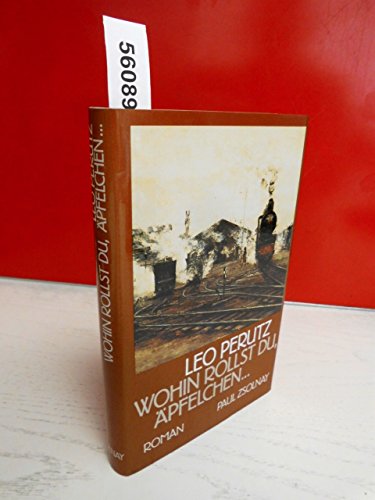 56089
LEO PERUTZ
WOHIN ROLLST DU,
ÄPFELCHEN...
ROMAN
PAUL ZSOLNAY
WOHIN ROLLST DU, ÄPFELCHEN...